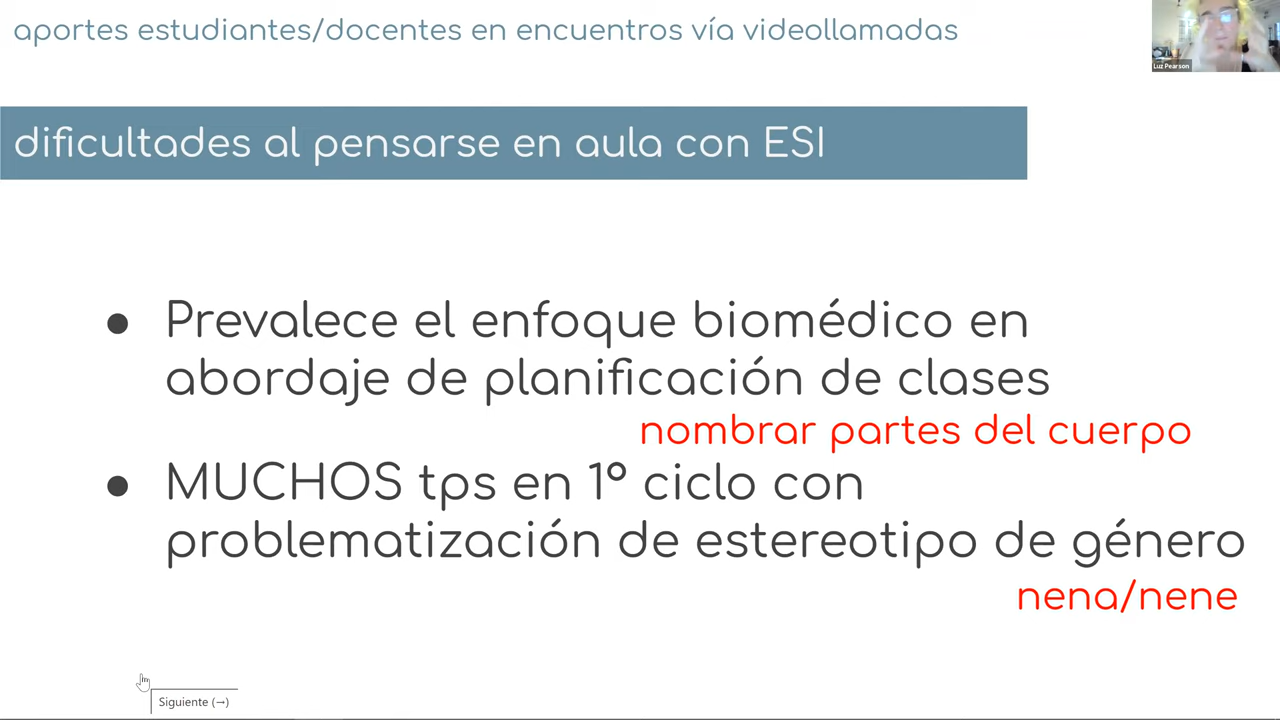 aportes estudiantes/docentes en encuentros vía videollamadas
Luz Pearson
dificultades al pensarse en aula con ESI
● Prevalece el enfoque biomédico en
abordaje de planificación de clases
nombrar partes del cuerpo
● MUCHOS tps en 1º ciclo con
problematización de estereotipo de género
nena/nene
Siguiente (→)